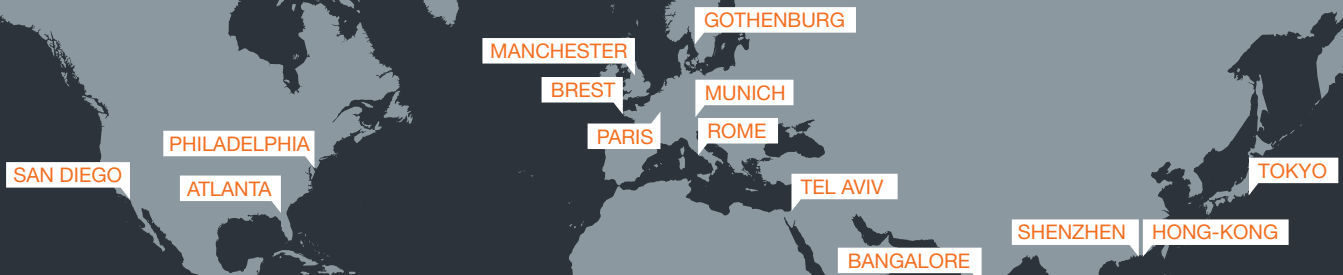 GOTHENBURG
MANCHESTER
BREST
MUNICH
PARIS
ROME
PHILADELPHIA
SAN DIEGO
ATLANTA
TEL AVIV
TOKYO
SHENZHEN
HONG-KONG
BANGALORE